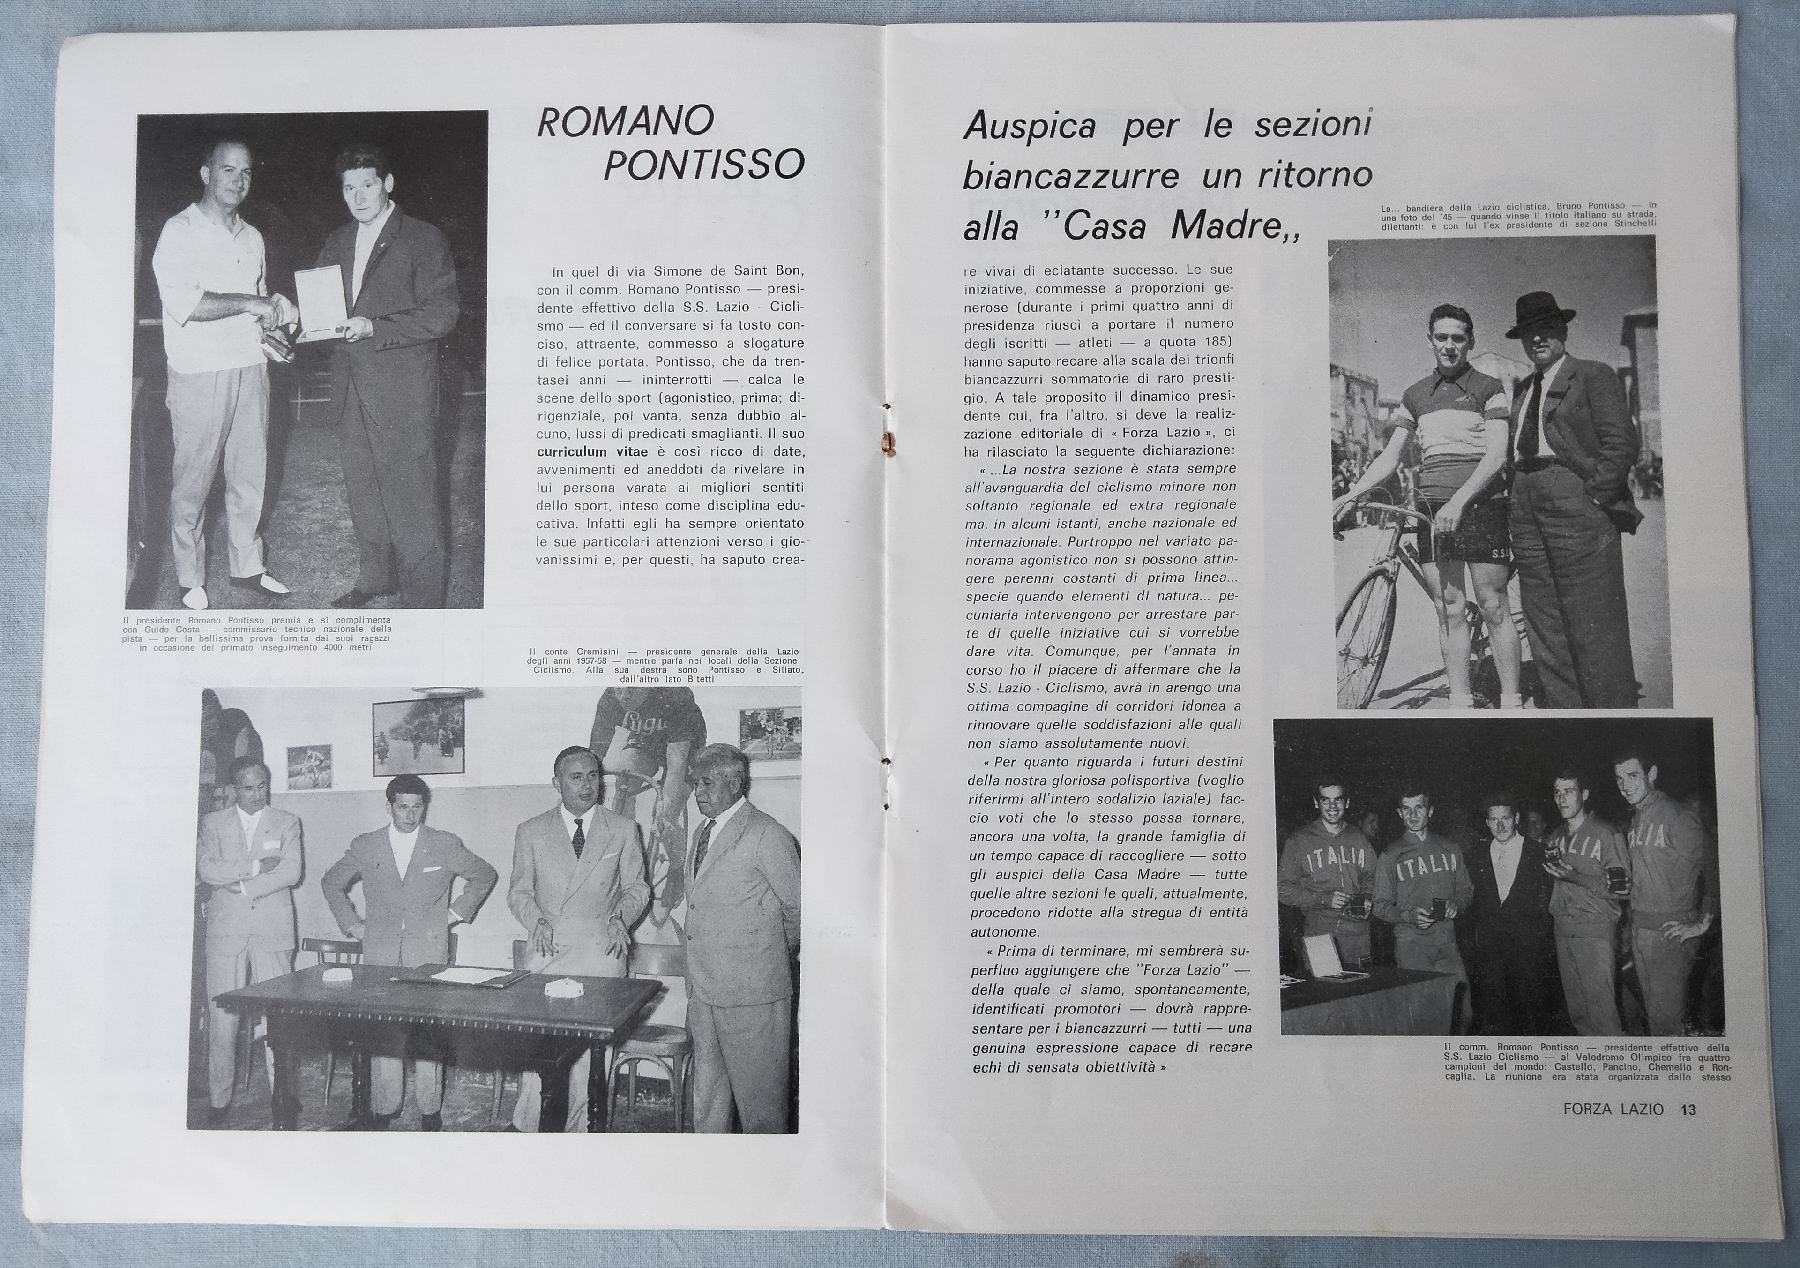 ROMANO
PONTISSO
In quel di via Simone de Saint Bon,
con il comm. Romano Pontisso — presi-
dente effettivo della S.S. Lazio - Cicli-
smo — ed il conversare si fa tosto con-
ciso, attraente, commesso a slogature
di felice portata. Pontisso, che da tren-
tasei anni — ininterrotti — calca le
scene dello sport (agonistico, prima; di-
rigenziale, poi vanta, senza dubbio al-
cuno, lussi di predicati smaglianti. Il suo
curriculum vitae è così ricco di date,
avvenimenti ed aneddoti da rivelare in
lui persona varata ai migliori sentiti
dello sport, inteso come disciplina edu-
cativa. Infatti egli ha sempre orientato
le sue particolari attenzioni verso i gio-
vanissimi e, per questi, ha saputo crea-
Il presidente Romano Pontisso premia e si complimenta
con Guido Costa — commissario tecnico nazionale della
pista — per la bellissima prova fornita dai suoi ragazzi
in occasione del primato inseguimento 4000 metri
Il conte Cremisini — presidente generale della Lazio
degli anni 1957-58 — mentre parla nei locali della Sezione
Ciclismo. Alla sua destra sono Pontisso e Siliato,
dall'altro lato Bitetti
Auspica per le sezioni
biancazzurre un ritorno
alla "Casa Madre,,
La... bandiera della Lazio ciclistica, Bruno Pontisso — in
una foto del '45 — quando vinse il titolo italiano su strada,
dilettanti: è con lui l'ex presidente di sezione Stinchelli
re vivai di eclatante successo. Le sue
iniziative, commesse a proporzioni ge-
nerose (durante i primi quattro anni di
presidenza riuscì a portare il numero
degli iscritti — atleti — a quota 185)
hanno saputo recare alla scala dei trionfi
biancazzurri sommatorie di raro presti-
gio. A tale proposito il dinamico presi-
dente cui, fra l'altro, si deve la realiz-
zazione editoriale di « Forza Lazio », ci
ha rilasciato la seguente dichiarazione:
« ...La nostra sezione è stata sempre
all'avanguardia del ciclismo minore non
soltanto regionale ed extra regionale
ma, in alcuni istanti, anche nazionale ed
internazionale. Purtroppo nel variato pa-
norama agonistico non si possono attin-
gere perenni costanti di prima linea...
specie quando elementi di natura... pe-
cuniaria intervengono per arrestare par-
te di quelle iniziative cui si vorrebbe
dare vita. Comunque, per l'annata in
corso ho il piacere di affermare che la
S.S. Lazio - Ciclismo, avrà in arengo una
ottima compagine di corridori idonea a
rinnovare quelle soddisfazioni alle quali
non siamo assolutamente nuovi.
« Per quanto riguarda i futuri destini
della nostra gloriosa polisportiva (voglio
riferirmi all'intero sodalizio laziale) fac-
cio voti che lo stesso possa tornare,
ancora una volta, la grande famiglia di
un tempo capace di raccogliere — sotto
gli auspici della Casa Madre — tutte
quelle altre sezioni le quali, attualmente,
procedono ridotte alla stregua di entità
autonome.
« Prima di terminare, mi sembrerà su-
perfluo aggiungere che "Forza Lazio" —
della quale ci siamo, spontaneamente,
identificati promotori — dovrà rappre-
sentare per i biancazzurri — tutti — una
genuina espressione capace di recare
echi di sensata obiettività »
S.S.
ITALIA
ITALIA
ALIA
ALIA
Il comm. Romano Pontisso — presidente effettivo della
S.S. Lazio Ciclismo — al Velodromo Olimpico fra quattro
campioni del mondo: Castello, Pancino, Chemello e Ron-
caglia. La riunione era stata organizzata dallo stesso
FORZA LAZIO 13